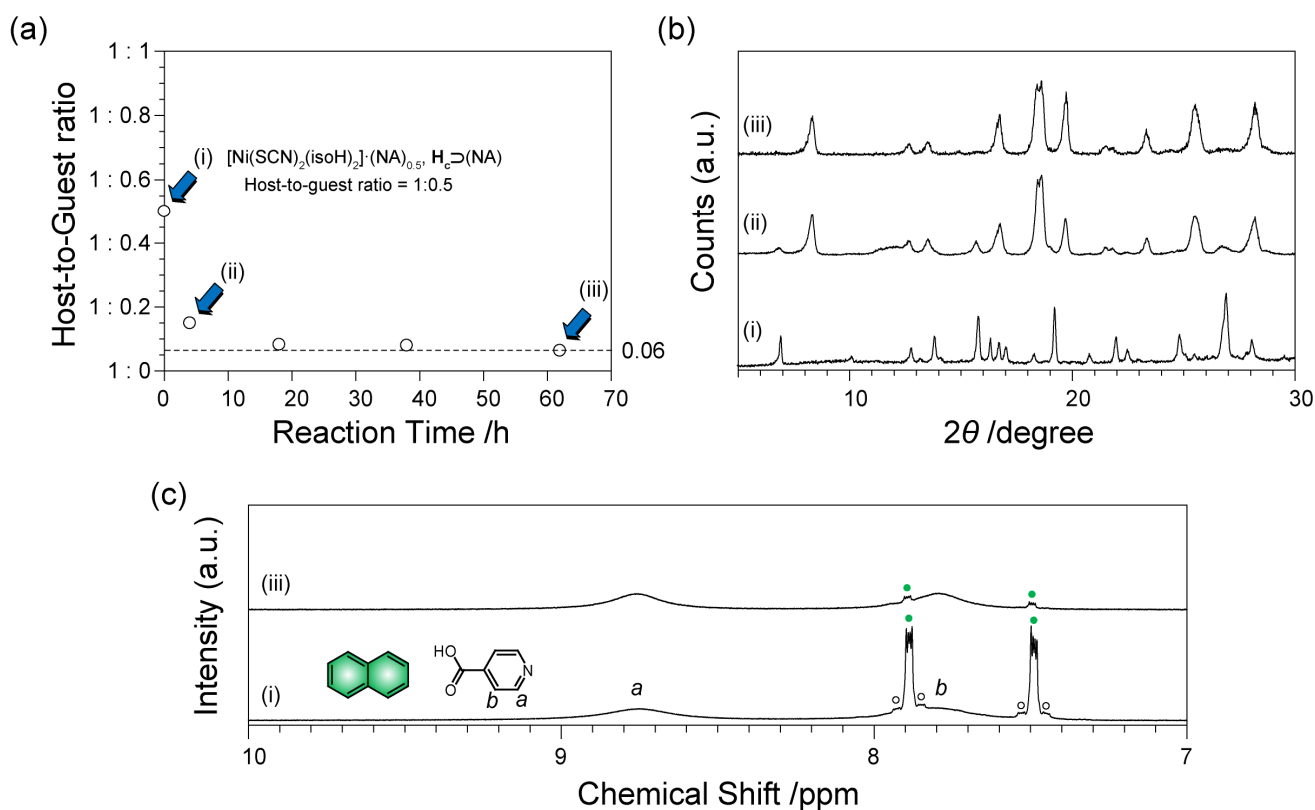 (a)
Host-to-Guest ratio
1 : 1
1 : 0.8
1 : 0.6
1 : 0.4
1 : 0.2
1 : 0
(i)
[Ni(SCN)₂(isoH)₂]·(NA)₀.₅, H_c⊃(NA)
Host-to-guest ratio = 1:0.5
(ii)
(iii)
0.06
0 10 20 30 40 50 60 70
Reaction Time /h
(b)
Counts (a.u.)
(iii)
(ii)
(i)
10 20 30
2θ /degree
(c)
Intensity (a.u.)
(iii)
(i)
HO
O
N
b a
a
b
10 9 8 7
Chemical Shift /ppm